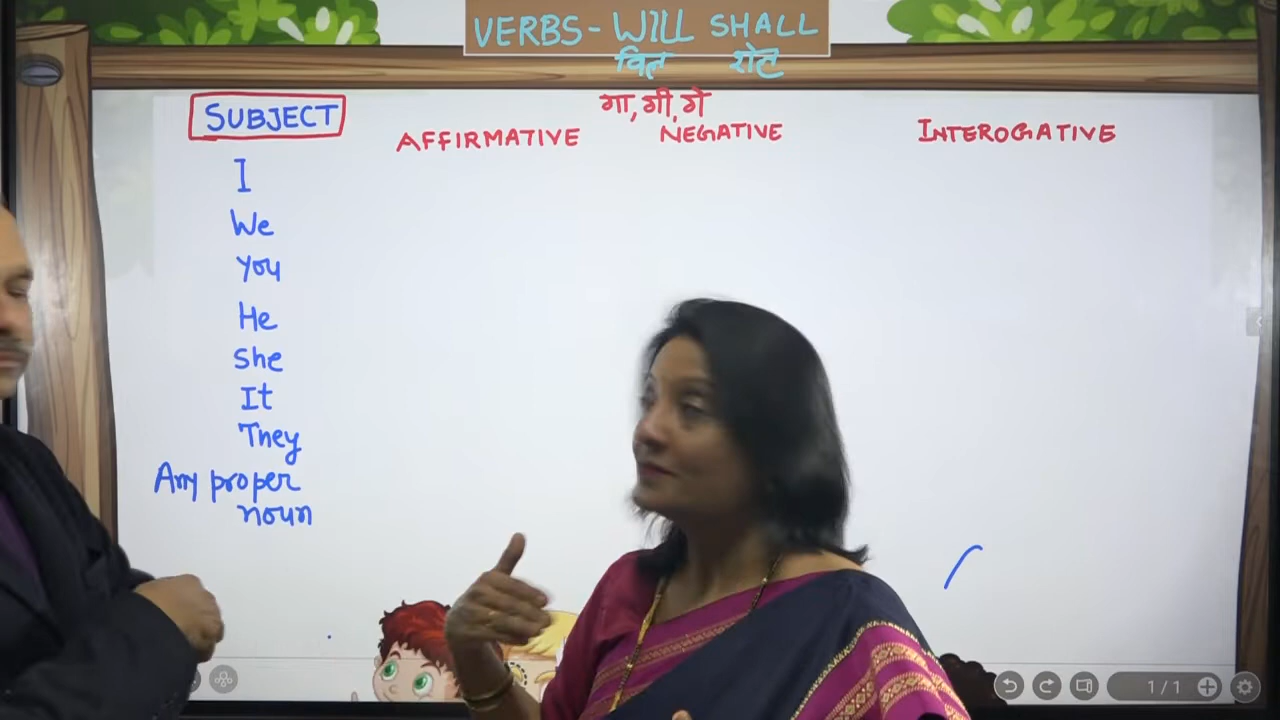 VERBS - WILL SHALL
विल शेल
गा, गी, गे
SUBJECT
AFFIRMATIVE NEGATIVE INTEROGATIVE
I
We
You
He
She
It
They
Any proper
noun
1/1